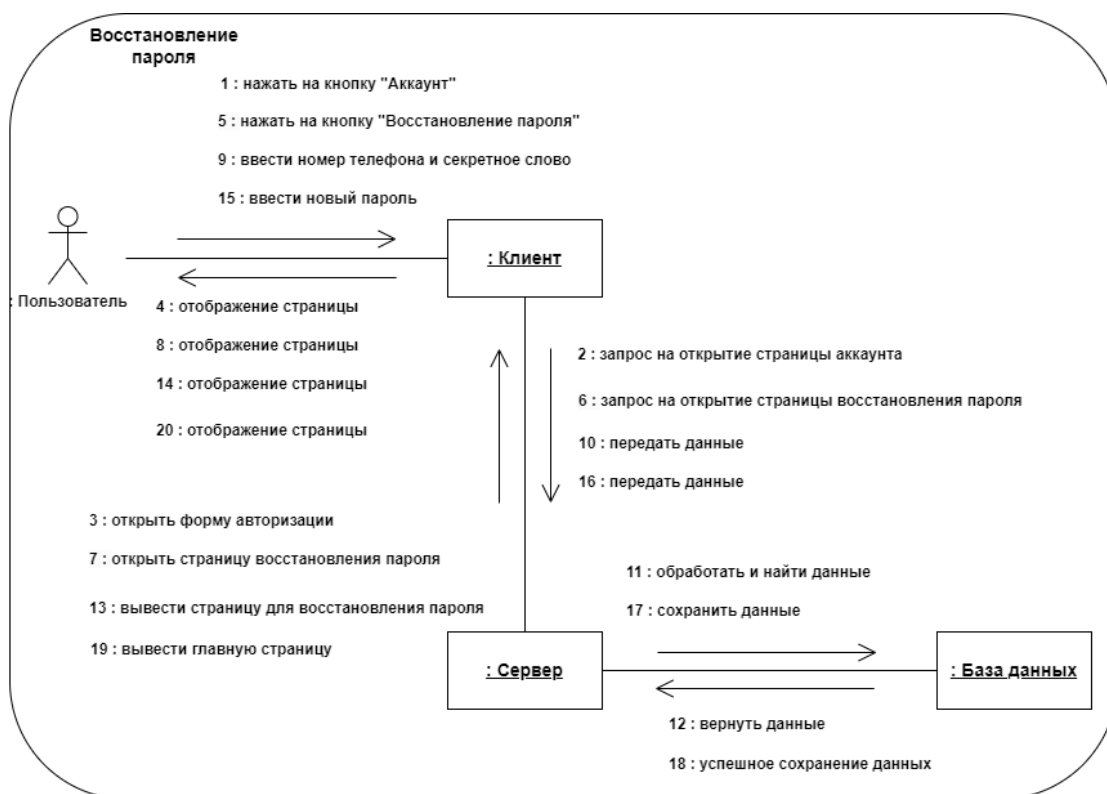 Восстановление
пароля
1 : нажать на кнопку "Аккаунт"
5 : нажать на кнопку "Восстановление пароля"
9 : ввести номер телефона и секретное слово
15 : ввести новый пароль
: Клиент
: Пользователь
4 : отображение страницы
8 : отображение страницы
14 : отображение страницы
20 : отображение страницы
2 : запрос на открытие страницы аккаунта
6 : запрос на открытие страницы восстановления пароля
10 : передать данные
16 : передать данные
3 : открыть форму авторизации
7 : открыть страницу восстановления пароля
13 : вывести страницу для восстановления пароля
19 : вывести главную страницу
11 : обработать и найти данные
17 : сохранить данные
: Сервер
: База данных
12 : вернуть данные
18 : успешное сохранение данных